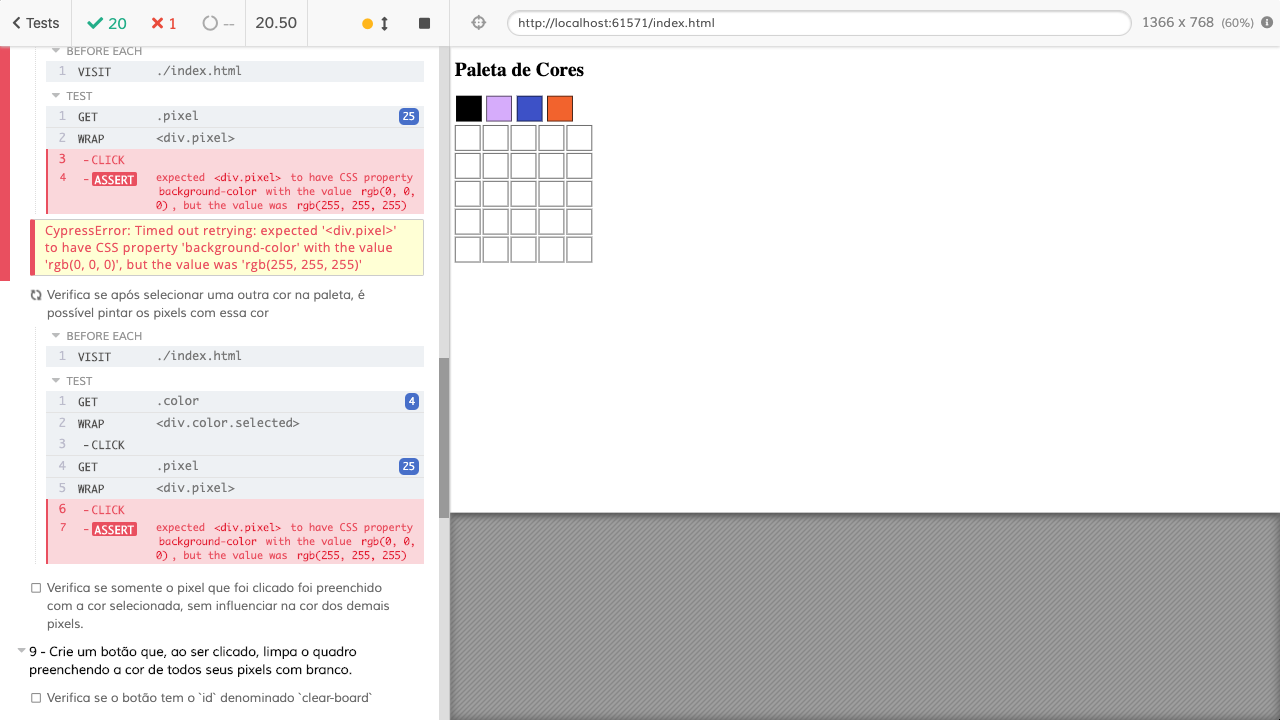 Tests
20
1
--
20.50
http://localhost:61571/index.html
1366 x 768 (60%)
BEFORE EACH
1 VISIT ./index.html
TEST
1 GET .pixel 25
2 WRAP <div.pixel>
3 -CLICK
4 -ASSERT expected <div.pixel> to have CSS property
background-color with the value rgb(0, 0,
0), but the value was rgb(255, 255, 255)
CypressError: Timed out retrying: expected '<div.pixel>'
to have CSS property 'background-color' with the value
'rgb(0, 0, 0)', but the value was 'rgb(255, 255, 255)'
Verifica se após selecionar uma outra cor na paleta, é
possível pintar os pixels com essa cor
BEFORE EACH
1 VISIT ./index.html
TEST
1 GET .color 4
2 WRAP <div.color.selected>
3 -CLICK
4 GET .pixel 25
5 WRAP <div.pixel>
6 -CLICK
7 -ASSERT expected <div.pixel> to have CSS property
background-color with the value rgb(0, 0,
0), but the value was rgb(255, 255, 255)
Verifica se somente o pixel que foi clicado foi preenchido
com a cor selecionada, sem influenciar na cor dos demais
pixels.
9 - Crie um botão que, ao ser clicado, limpa o quadro
preenchendo a cor de todos seus pixels com branco.
Verifica se o botão tem o `id` denominado `clear-board`
Paleta de Cores